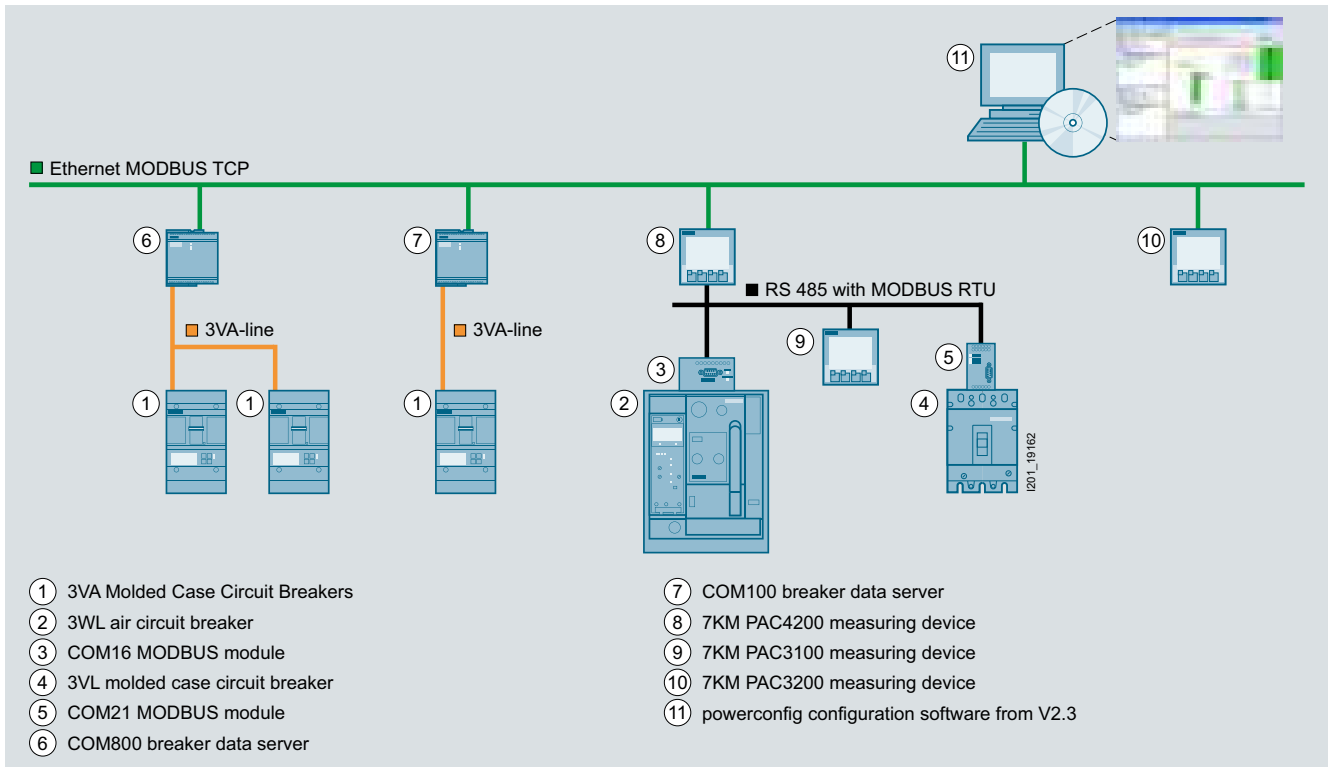 11
Ethernet MODBUS TCP
6
7
8
10
RS 485 with MODBUS RTU
3VA-line
3VA-line
9
3
5
1
1
1
2
4
I201_19162
1 3VA Molded Case Circuit Breakers
2 3WL air circuit breaker
3 COM16 MODBUS module
4 3VL molded case circuit breaker
5 COM21 MODBUS module
6 COM800 breaker data server
7 COM100 breaker data server
8 7KM PAC4200 measuring device
9 7KM PAC3100 measuring device
10 7KM PAC3200 measuring device
11 powerconfig configuration software from V2.3